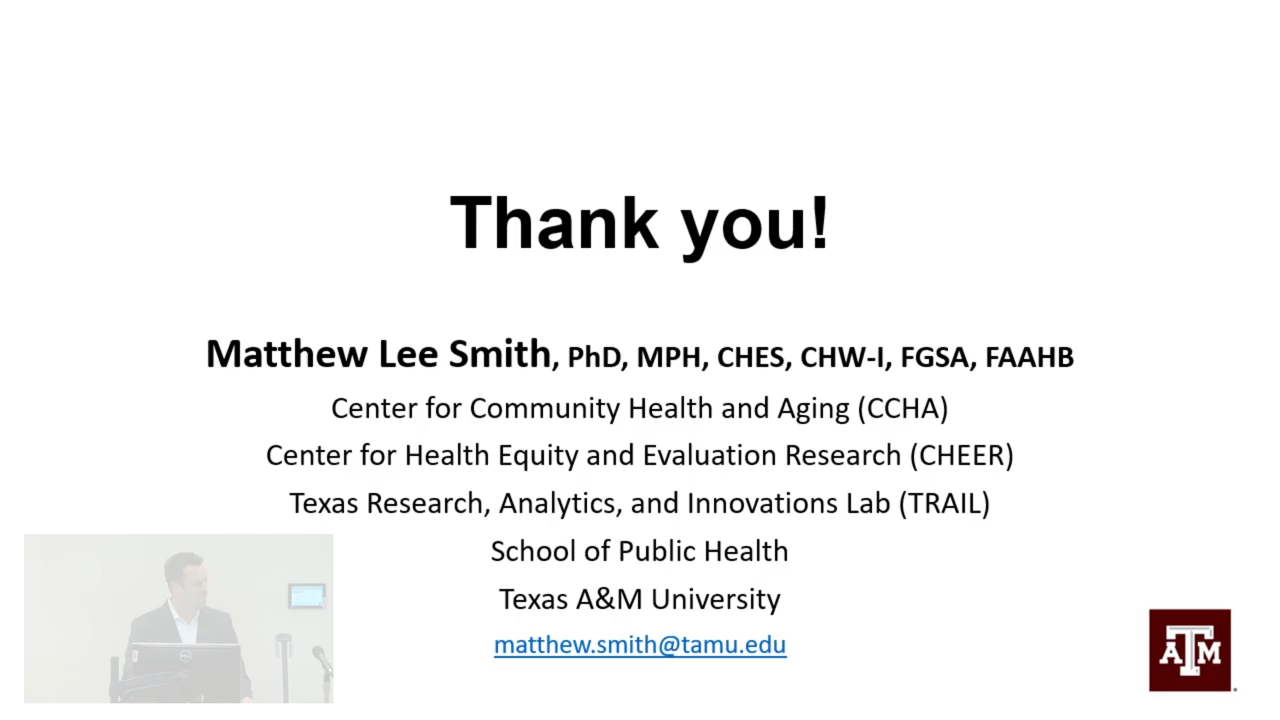 Thank you!
Matthew Lee Smith, PhD, MPH, CHES, CHW-I, FGSA, FAAHB
Center for Community Health and Aging (CCHA)
Center for Health Equity and Evaluation Research (CHEER)
Texas Research, Analytics, and Innovations Lab (TRAIL)
School of Public Health
Texas A&M University
matthew.smith@tamu.edu
ATM
DELL